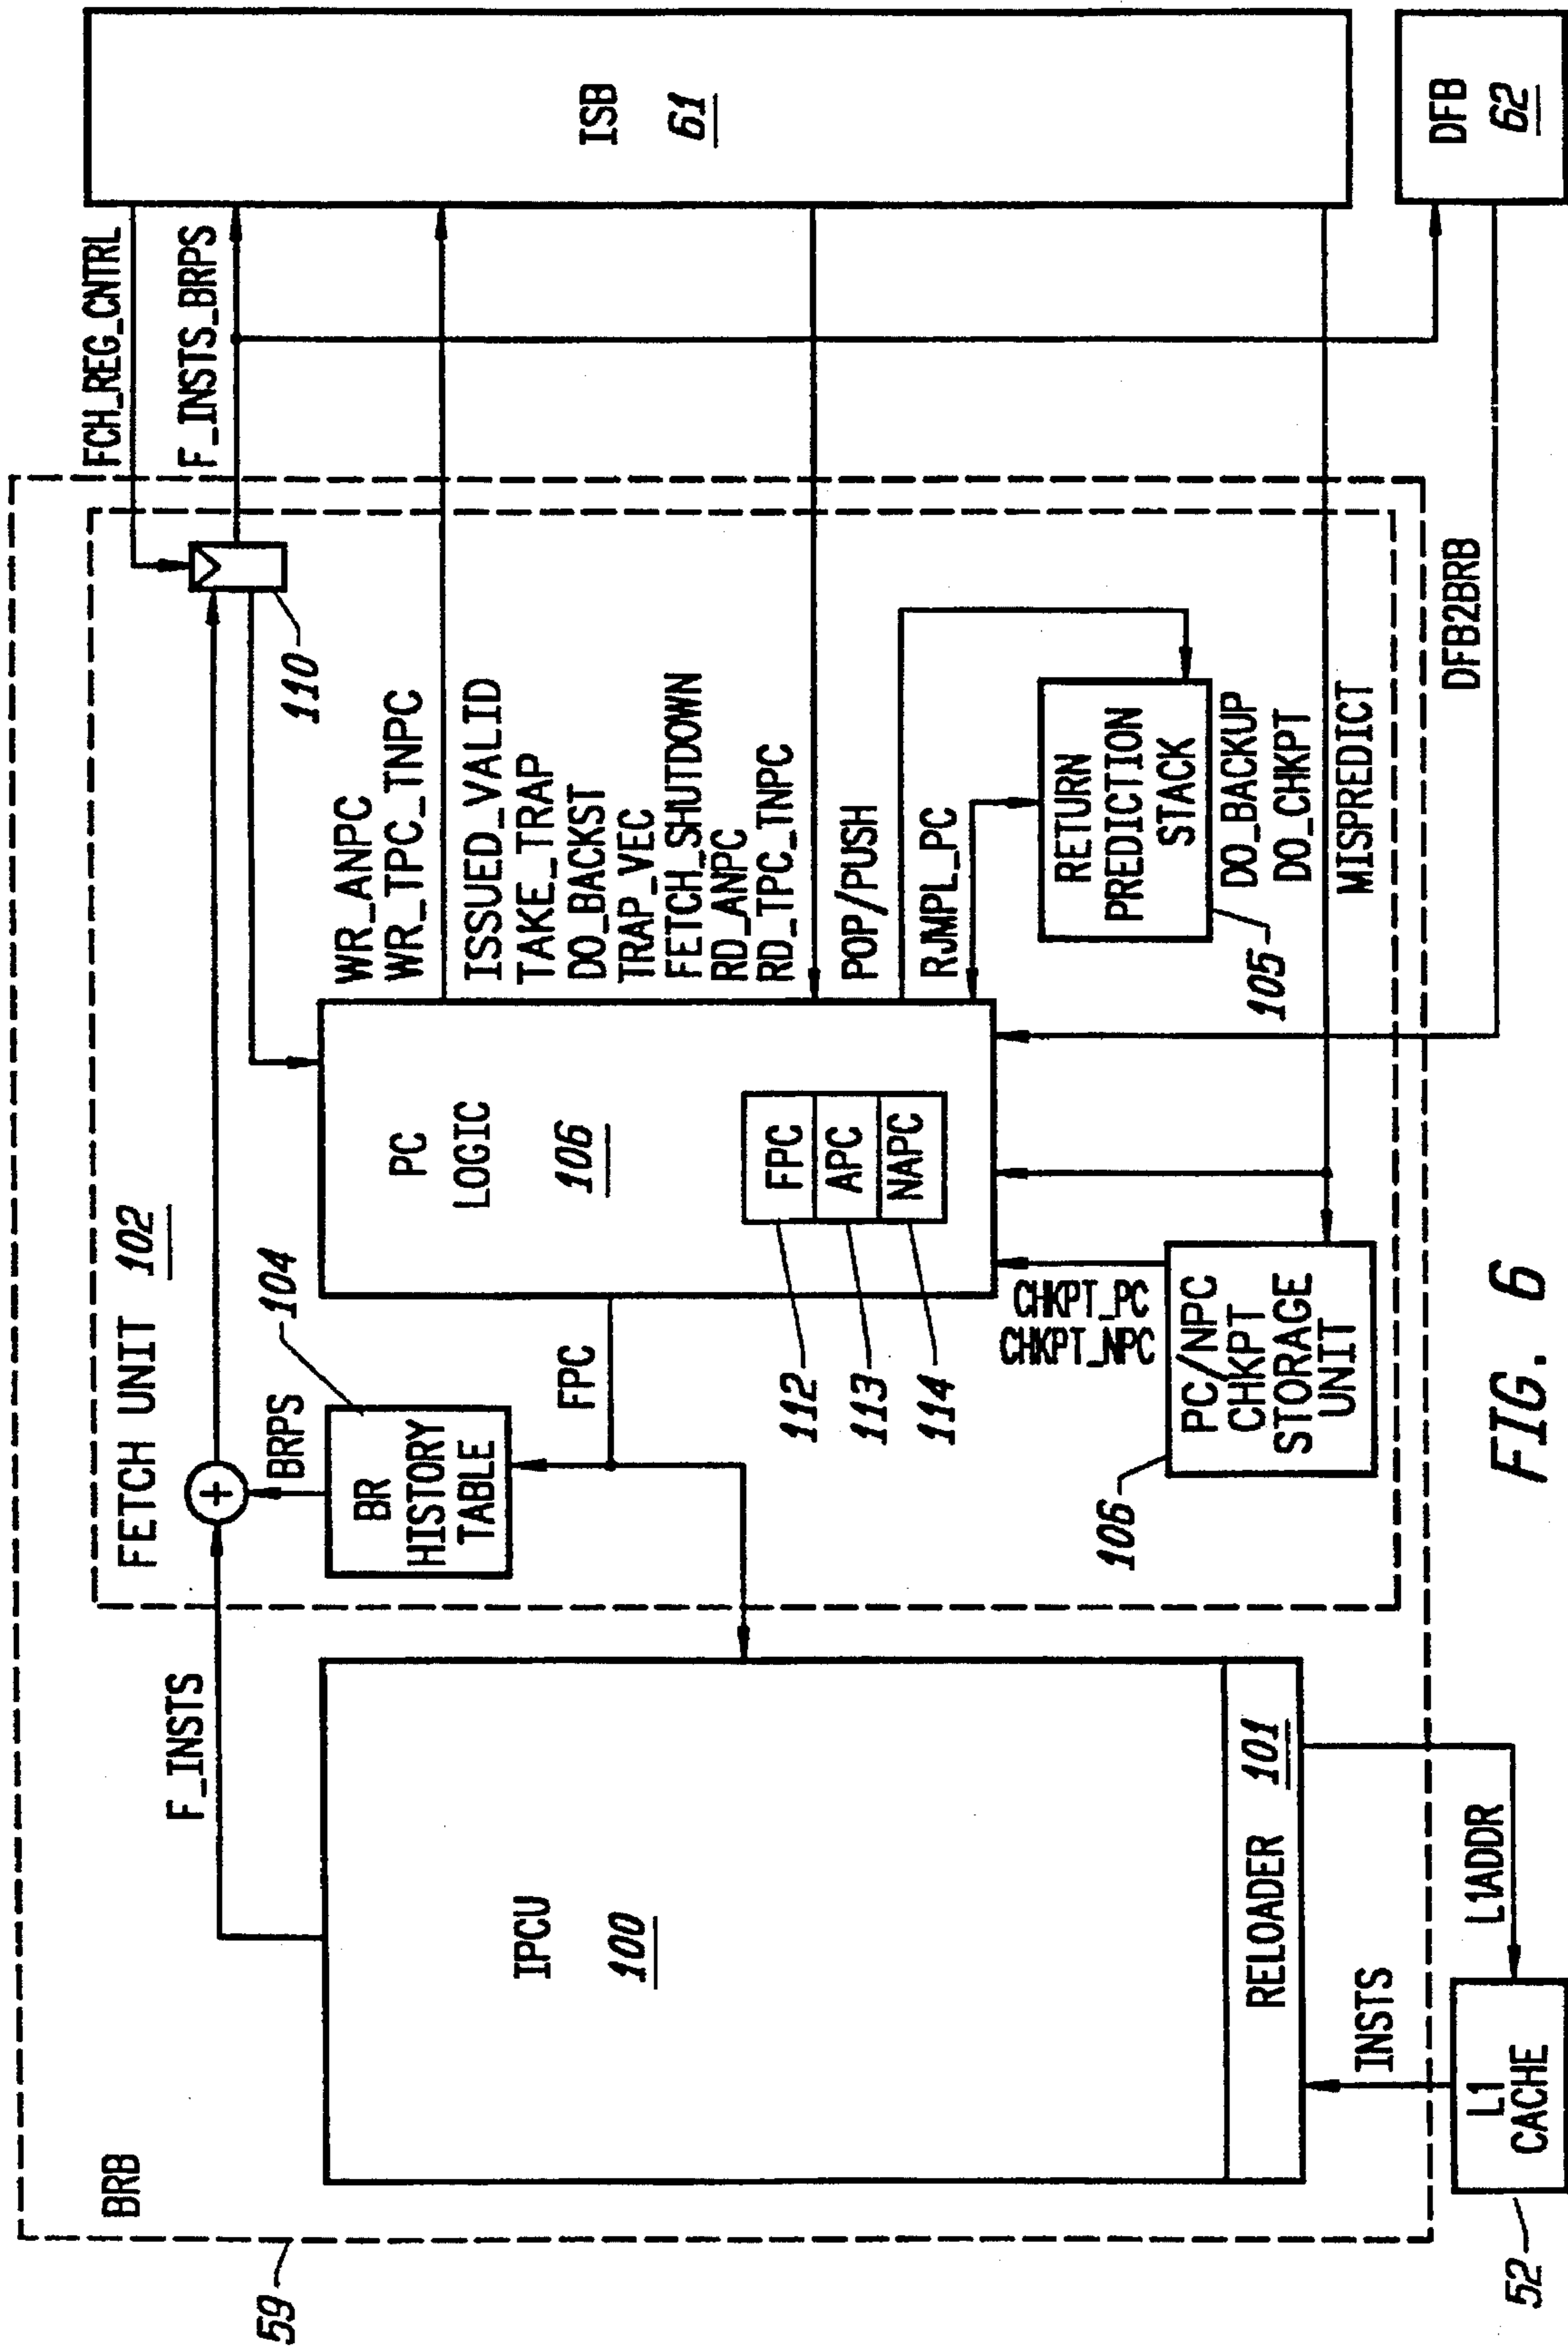 59
BRB
FETCH UNIT 102
F_INSTS
BRPS
104
BR
HISTORY
TABLE
FPC
IPCU
100
RELOADER 101
INSTS
L1ADDR
L1
CACHE
52
PC
LOGIC
106
FPC
APC
NAPC
112
113
114
CHKPT_PC
CHKPT_NPC
PC/NPC
CHKPT
STORAGE
UNIT
106
110
FCH_REG_CNTRL
F_INSTS_BRPS
WR_ANPC
WR_TPC_TNPC
ISSUED_VALID
TAKE_TRAP
DO_BACKST
TRAP_VEC
FETCH_SHUTDOWN
RD_ANPC
RD_TPC_TNPC
POP/PUSH
RJMPL_PC
RETURN
PREDICTION
STACK
105
DO_BACKUP
DO_CHKPT
MISPREDICT
DFB2BRB
ISB
61
DFB
62
FIG. 6